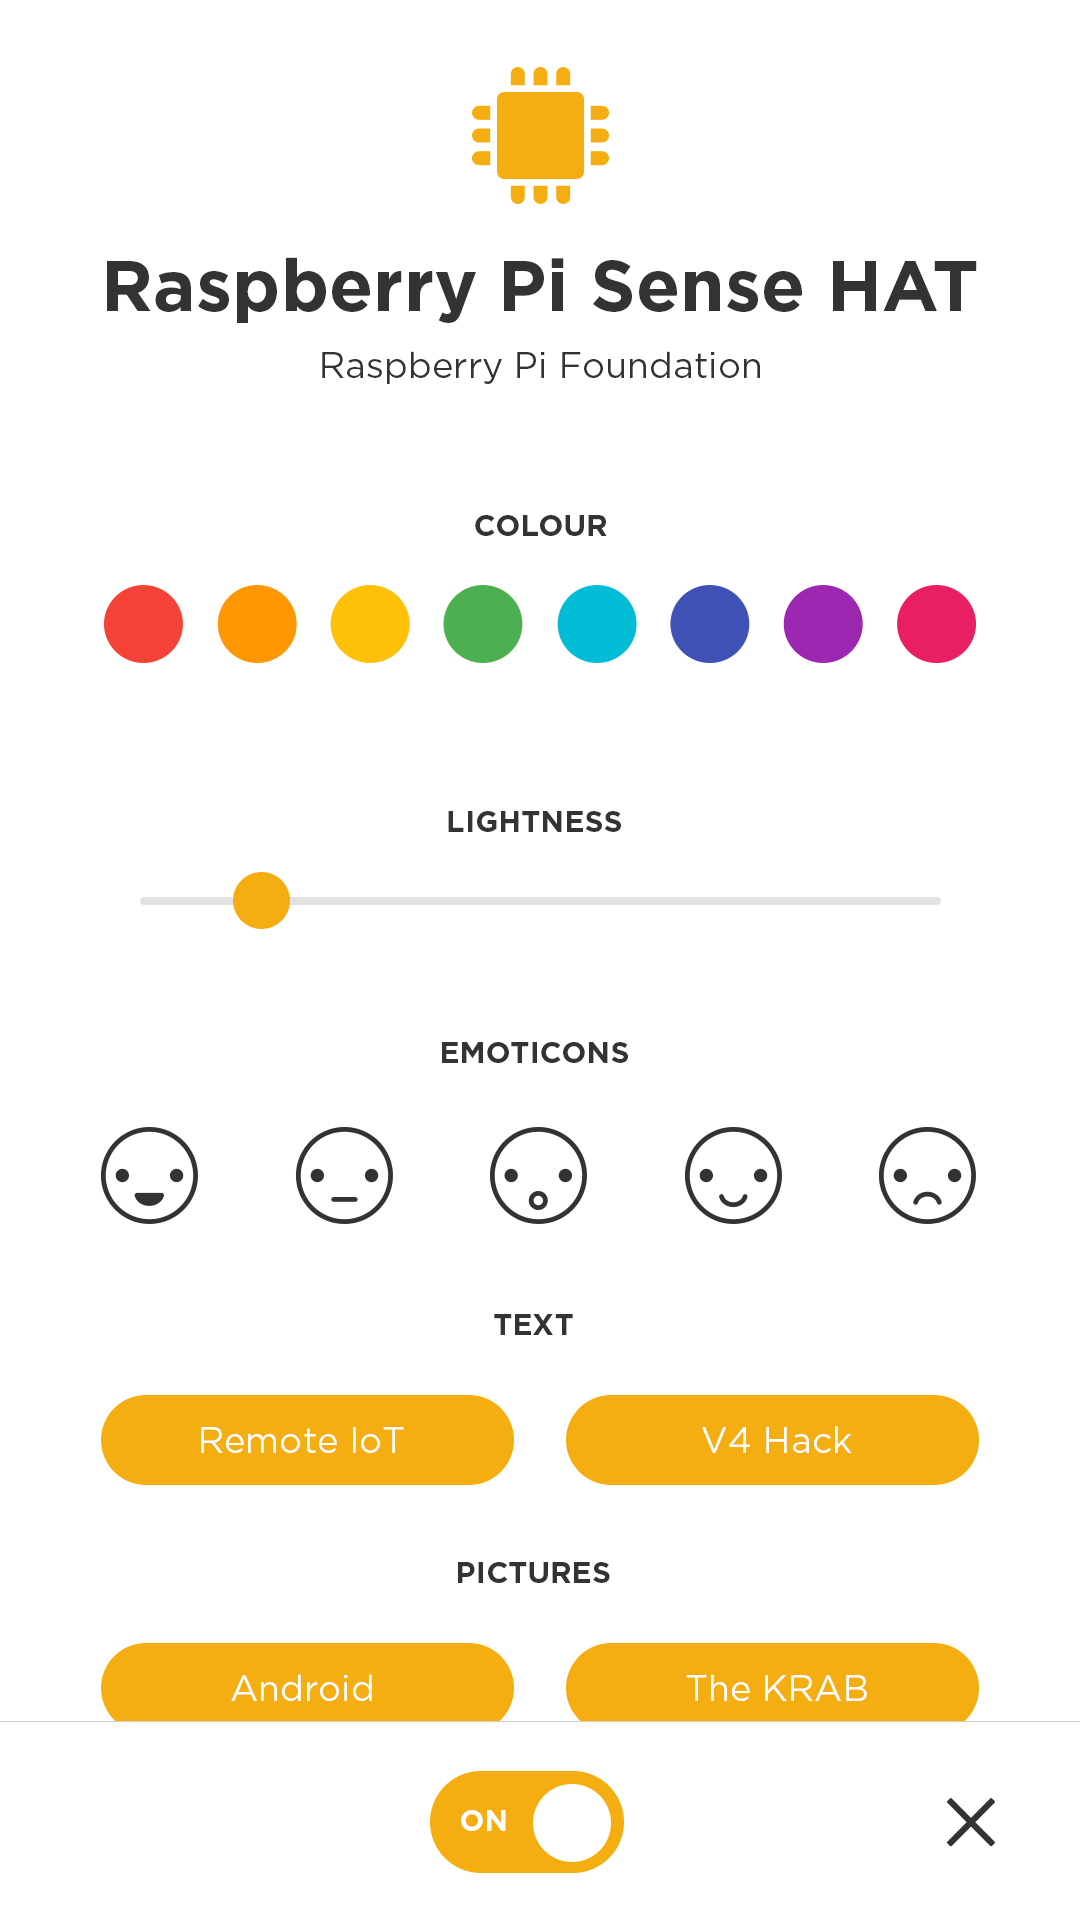 Raspberry Pi Sense HAT
Raspberry Pi Foundation
COLOUR
LIGHTNESS
EMOTICONS
TEXT
Remote IoT
V4 Hack
PICTURES
Android
The KRAB
ON